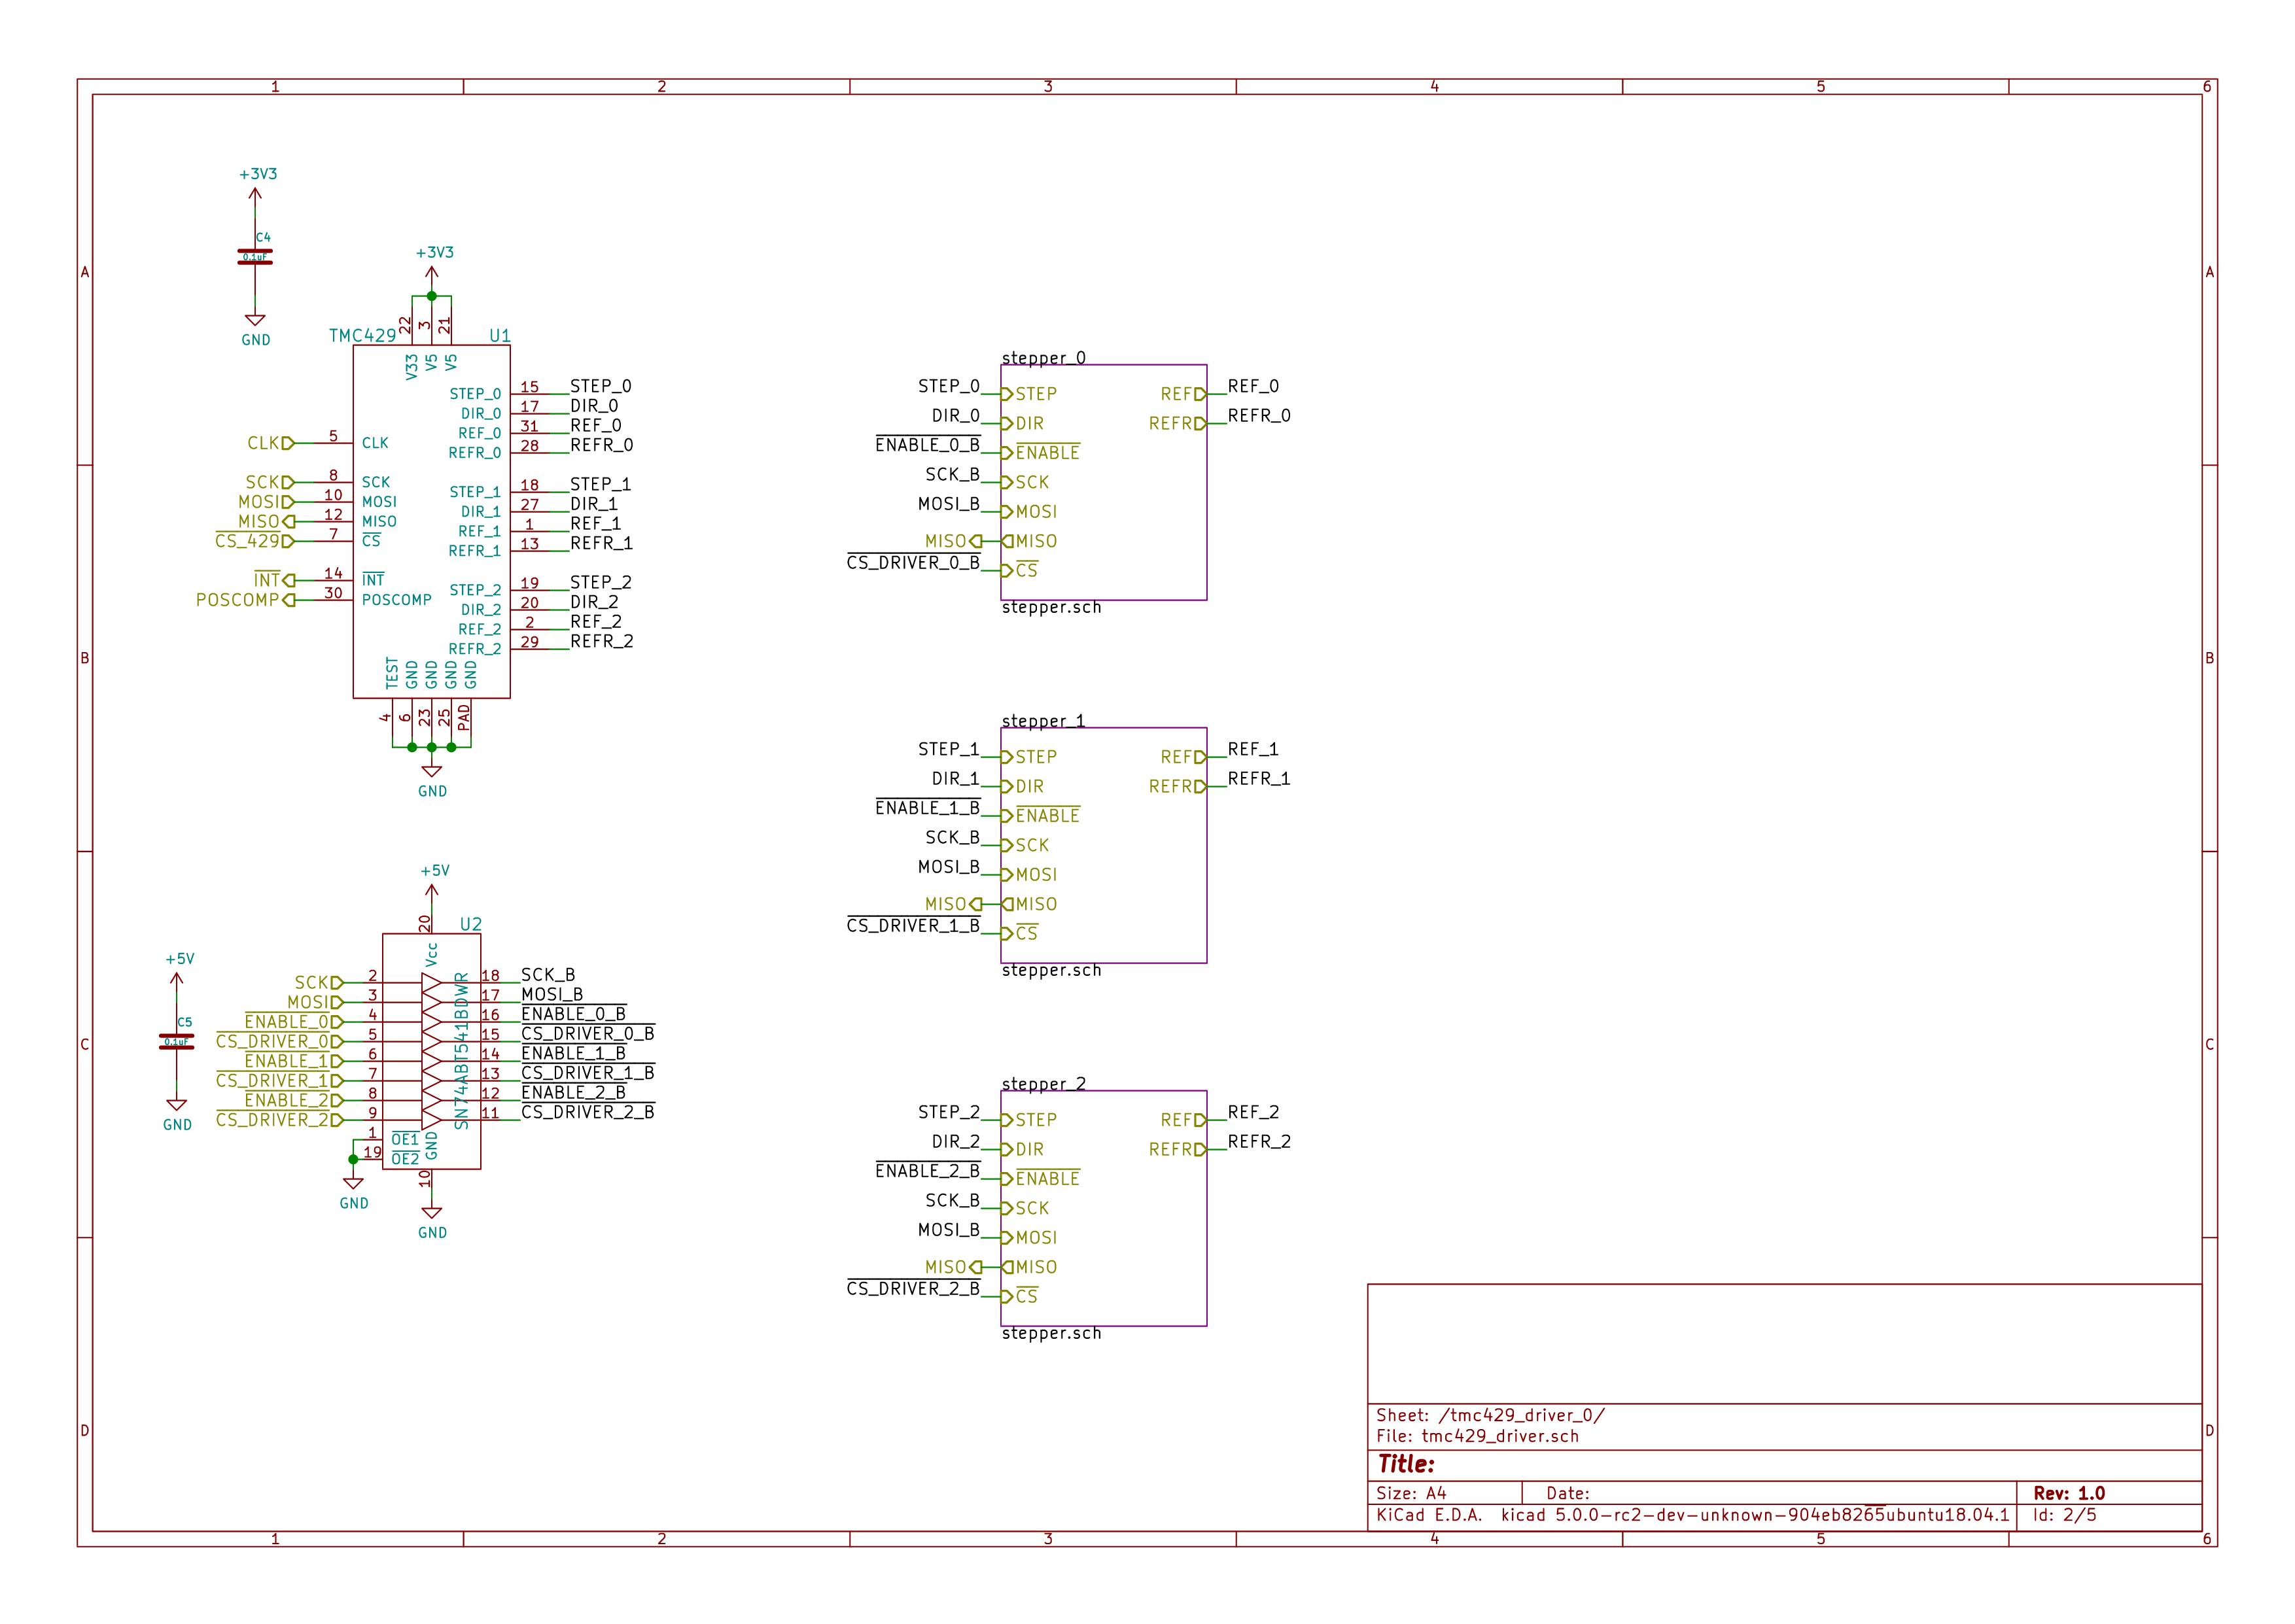 1 2 3 4 5 6
A A
B B
C C
D D
+3V3
C4
0.1uF
GND
+3V3
TMC429 U1
22 3 21
V33 V5 V5
CLK 5 CLK
SCK 8 SCK
MOSI 10 MOSI
MISO 12 MISO
CS_429 7 CS
INT 14 INT
POSCOMP 30 POSCOMP
STEP_0 15 STEP_0
DIR_0 17 DIR_0
REF_0 31 REF_0
REFR_0 28 REFR_0
STEP_1 18 STEP_1
DIR_1 27 DIR_1
REF_1 1 REF_1
REFR_1 13 REFR_1
STEP_2 19 STEP_2
DIR_2 20 DIR_2
REF_2 2 REF_2
REFR_2 29 REFR_2
TEST GND GND GND GND
4 6 23 25 PAD
GND
+5V
C5
0.1uF
GND
+5V
20 U2
Vcc
SN74ABT541BDWR
SCK 2 18 SCK_B
MOSI 3 17 MOSI_B
ENABLE_0 4 16 ENABLE_0_B
CS_DRIVER_0 5 15 CS_DRIVER_0_B
ENABLE_1 6 14 ENABLE_1_B
CS_DRIVER_1 7 13 CS_DRIVER_1_B
ENABLE_2 8 12 ENABLE_2_B
CS_DRIVER_2 9 11 CS_DRIVER_2_B
1 OE1
19 OE2
GND
10
GND
GND
stepper_0
STEP_0 STEP REF REF_0
DIR_0 DIR REFR REFR_0
ENABLE_0_B ENABLE
SCK_B SCK
MOSI_B MOSI
MISO MISO
CS_DRIVER_0_B CS
stepper.sch
stepper_1
STEP_1 STEP REF REF_1
DIR_1 DIR REFR REFR_1
ENABLE_1_B ENABLE
SCK_B SCK
MOSI_B MOSI
MISO MISO
CS_DRIVER_1_B CS
stepper.sch
stepper_2
STEP_2 STEP REF REF_2
DIR_2 DIR REFR REFR_2
ENABLE_2_B ENABLE
SCK_B SCK
MOSI_B MOSI
MISO MISO
CS_DRIVER_2_B CS
stepper.sch
Sheet: /tmc429_driver_0/
File: tmc429_driver.sch
Title:
Size: A4 Date: Rev: 1.0
KiCad E.D.A. kicad 5.0.0-rc2-dev-unknown-904eb8265ubuntu18.04.1 Id: 2/5
1 2 3 4 5 6